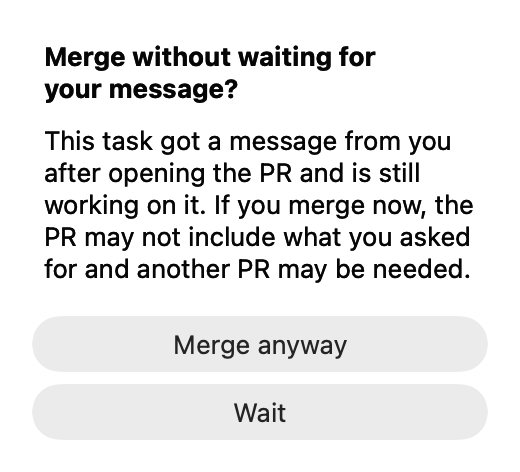 Merge without waiting for
your message?
This task got a message from you
after opening the PR and is still
working on it. If you merge now, the
PR may not include what you asked
for and another PR may be needed.
Merge anyway
Wait